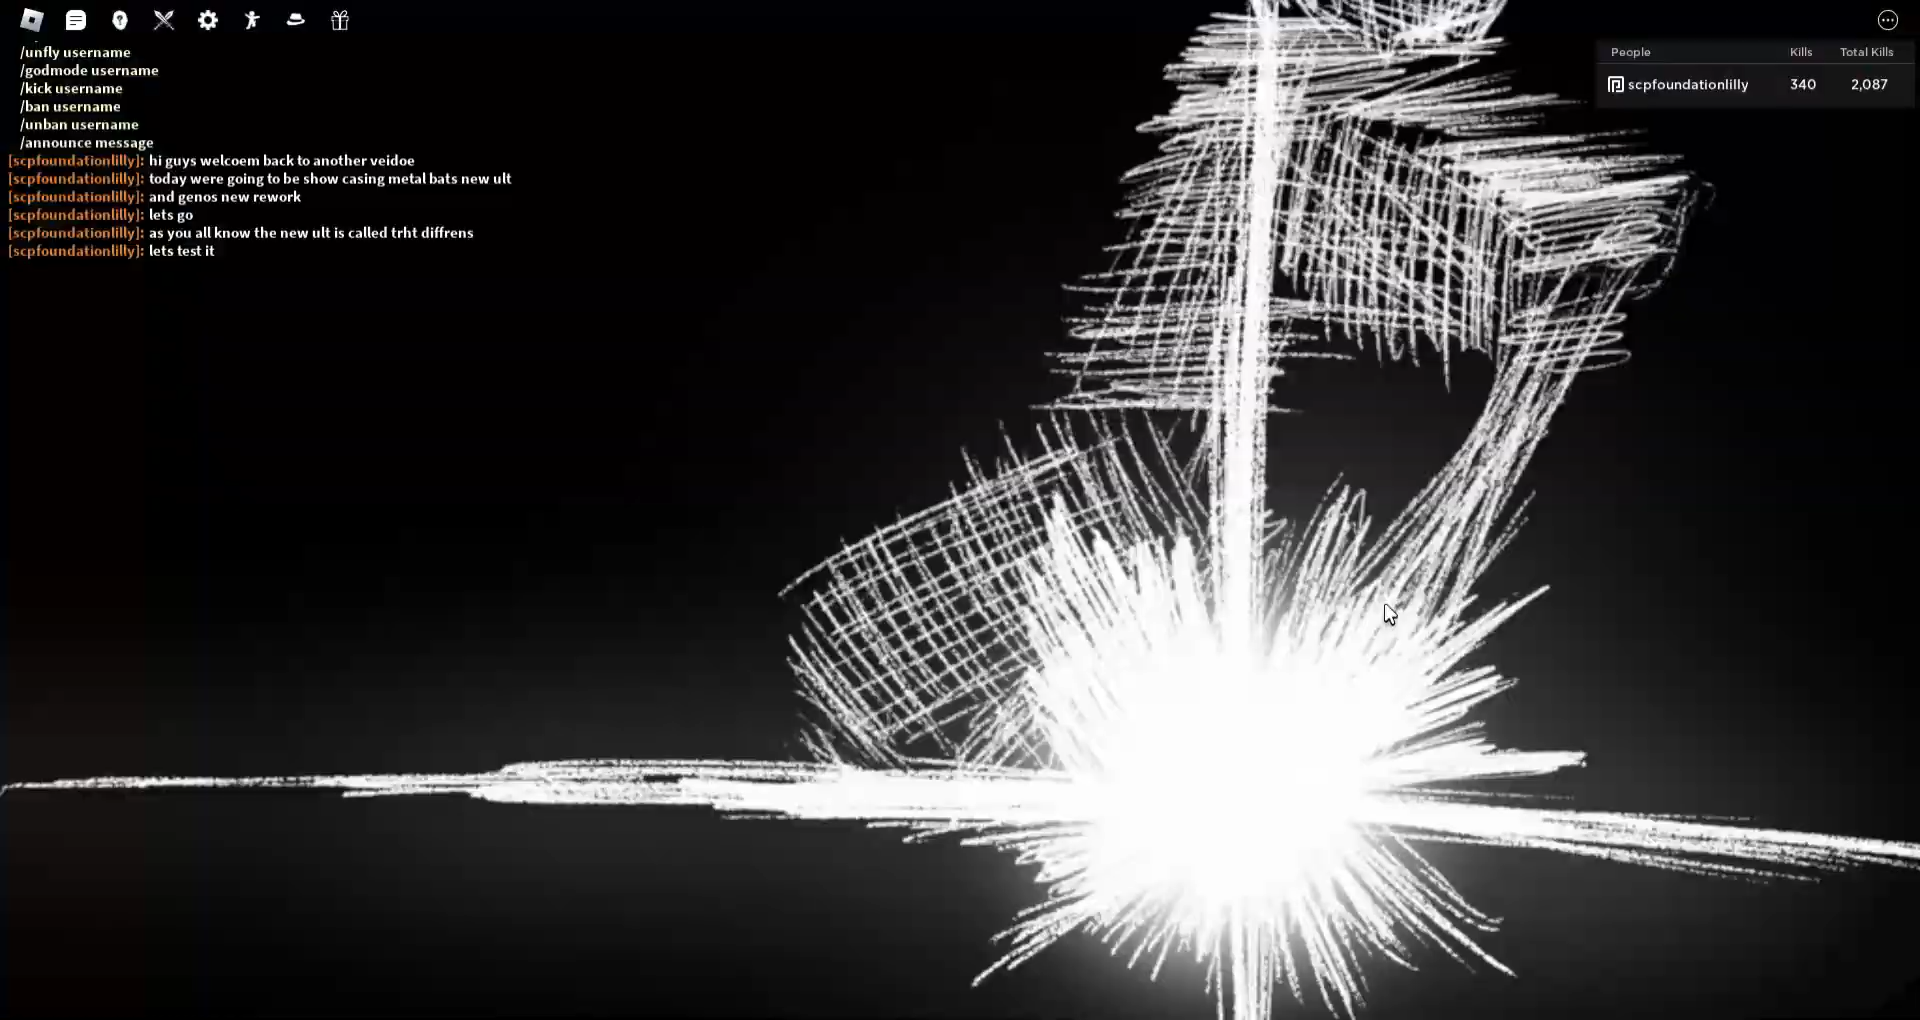 /unfly username
/godmode username
/kick username
/ban username
/unban username
/announce message
[scpfoundationlilly]: hi guys welcoem back to another veidoe
[scpfoundationlilly]: today were going to be show casing metal bats new ult
[scpfoundationlilly]: and genos new rework
[scpfoundationlilly]: lets go
[scpfoundationlilly]: as you all know the new ult is called trht diffrens
[scpfoundationlilly]: lets test it
People Kills Total Kills
scpfoundationlilly 340 2,087